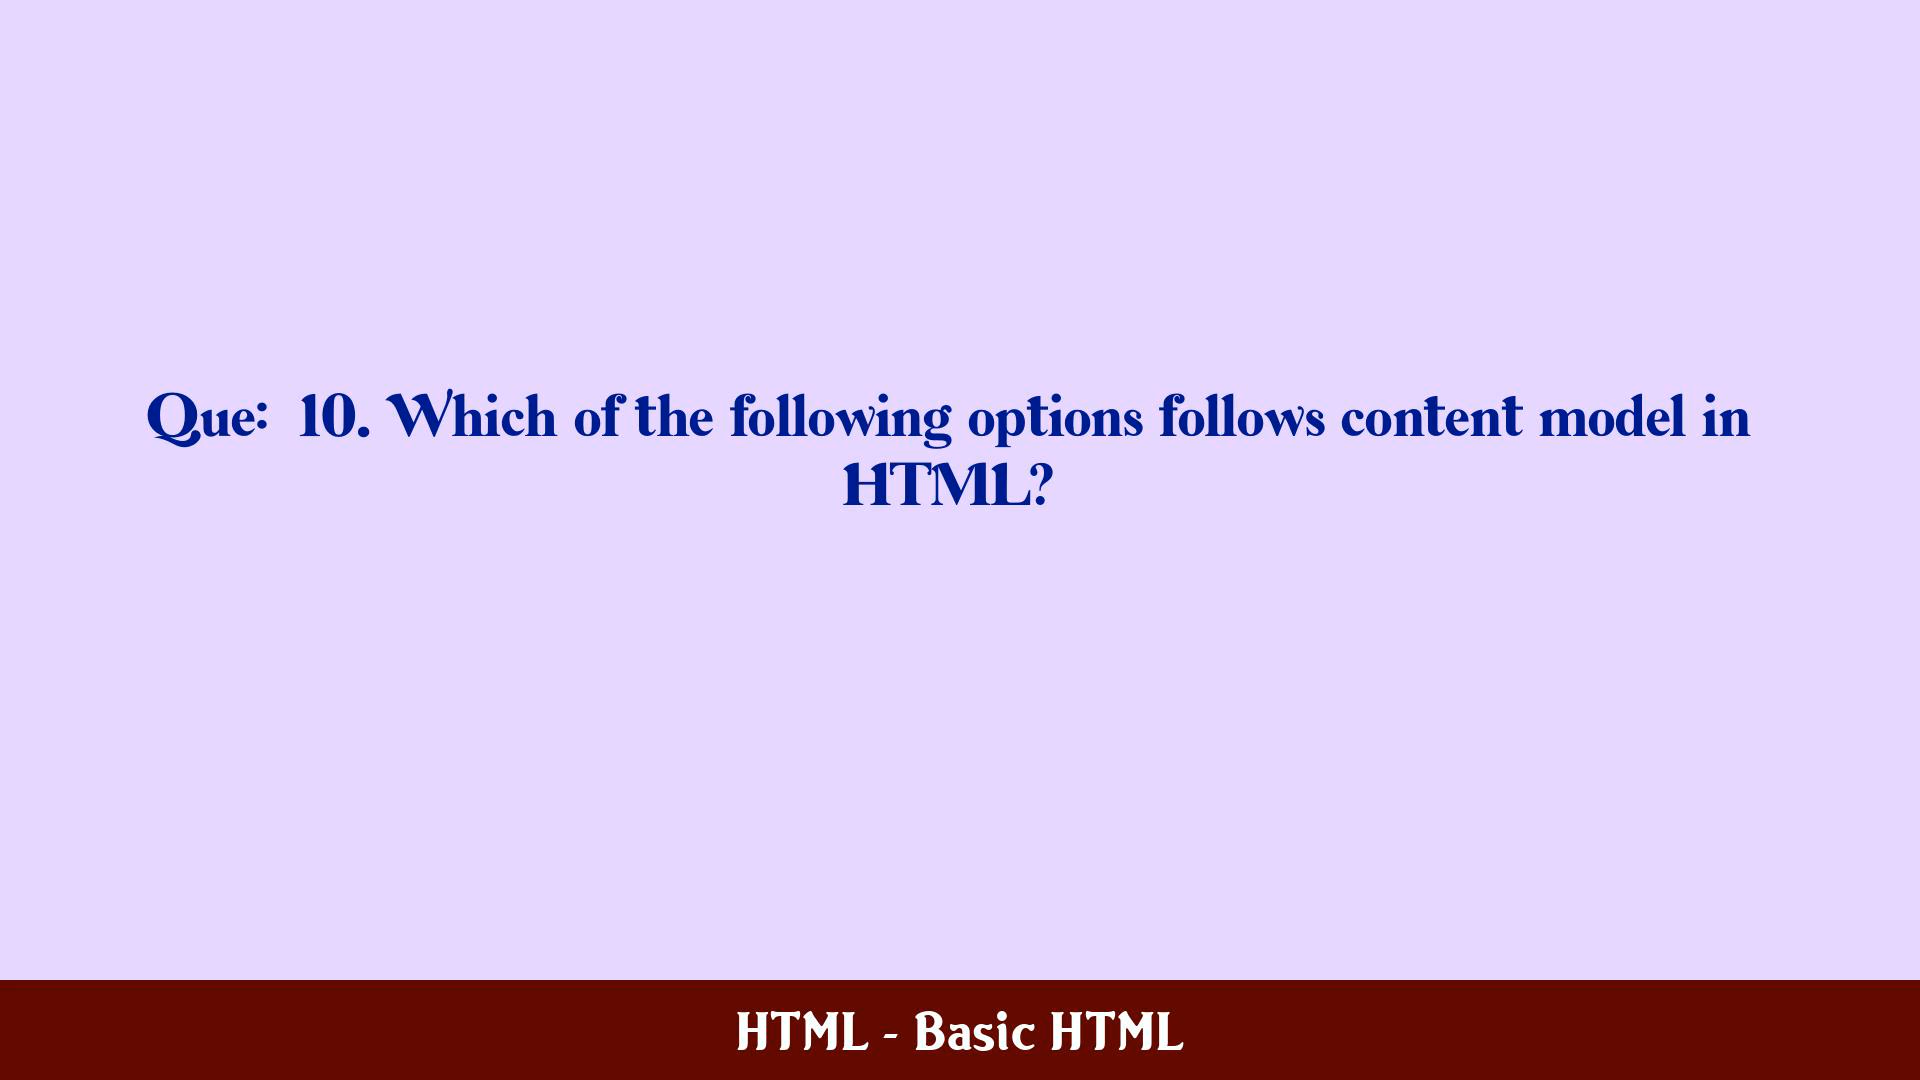 Que:  10. Which of the following options follows content model in
HTML?
HTML - Basic HTML